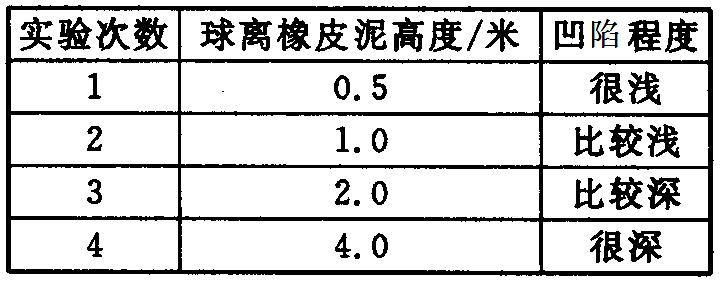 实验次数 球离橡皮泥高度/米 凹陷程度
1 0.5 很浅
2 1.0 比较浅
3 2.0 比较深
4 4.0 很深